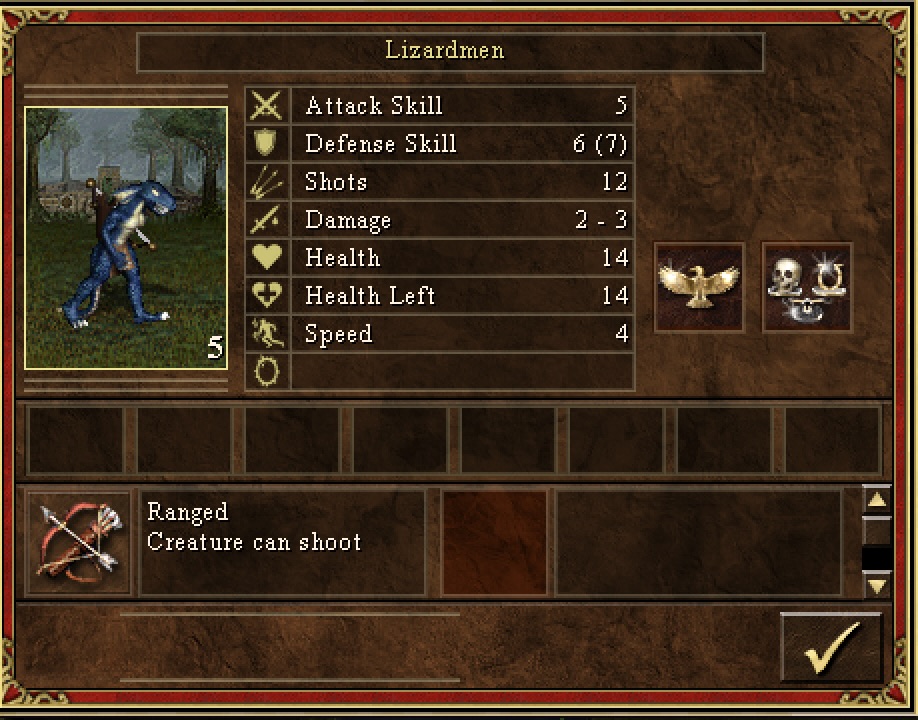 Lizardmen
Attack Skill 5
Defense Skill 6 (7)
Shots 12
Damage 2 - 3
Health 14
Health Left 14
Speed 4
5
Ranged
Creature can shoot